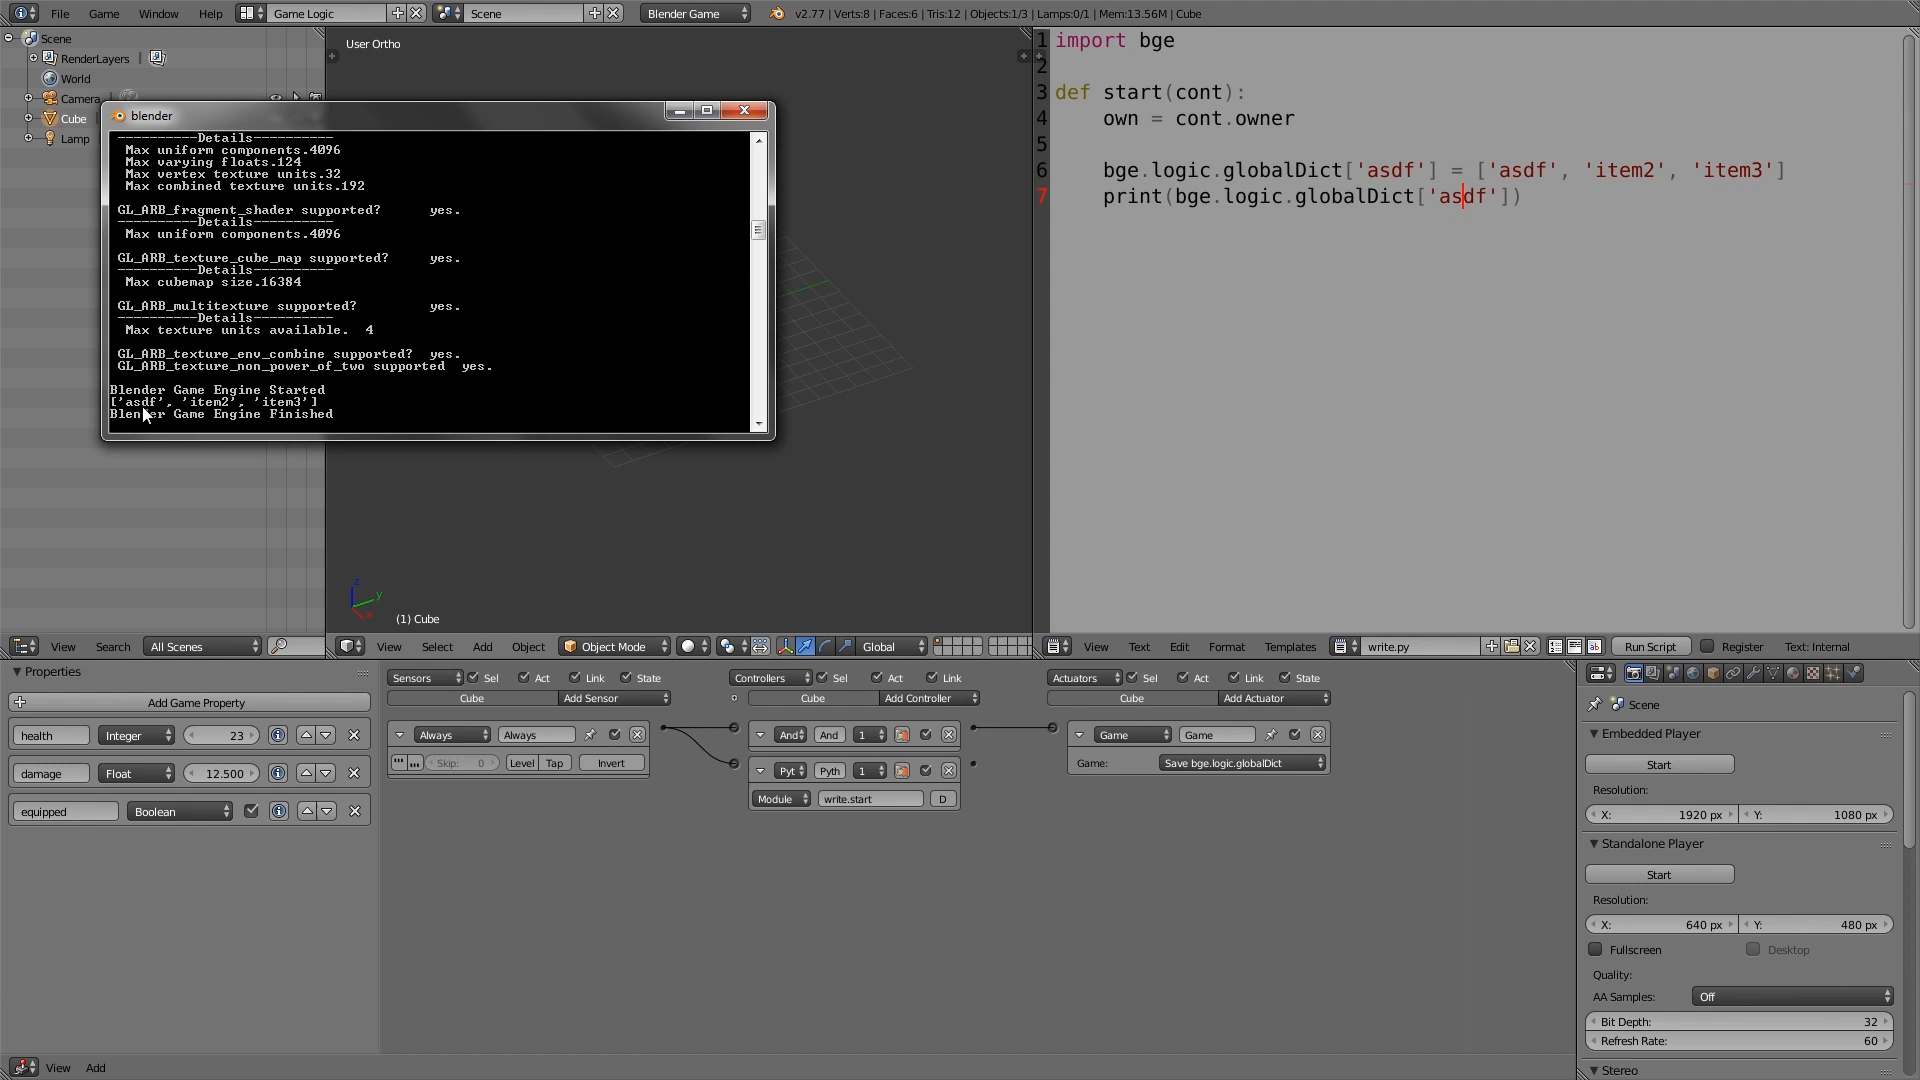 File Game Window Help Game Logic Scene Blender Game v2.77 | Verts:8 | Faces:6 | Tris:12 | Objects:1/3 | Lamps:0/1 | Mem:13.56M | Cube
Scene
RenderLayers |
World
Camera
Cube
Lamp
User Ortho
blender
----------Details----------
Max uniform components.4096
Max varying floats.124
Max vertex texture units.32
Max combined texture units.192
GL_ARB_fragment_shader supported? yes.
----------Details----------
Max uniform components.4096
GL_ARB_texture_cube_map supported? yes.
----------Details----------
Max cubemap size.16384
GL_ARB_multitexture supported? yes.
----------Details----------
Max texture units available. 4
GL_ARB_texture_env_combine supported? yes.
GL_ARB_texture_non_power_of_two supported yes.
Blender Game Engine Started
['asdf', 'item2', 'item3']
Blender Game Engine Finished
z
y
x
(1) Cube
1 import bge
2
3 def start(cont):
4 own = cont.owner
5
6 bge.logic.globalDict['asdf'] = ['asdf', 'item2', 'item3']
7 print(bge.logic.globalDict['asdf'])
View Search All Scenes
View Select Add Object Object Mode Global
View Text Edit Format Templates write.py Run Script Register Text: Internal
Properties
Add Game Property
health Integer 23
damage Float 12.500
equipped Boolean
Sensors Sel Act Link State
Cube Add Sensor
Always Always
Skip: 0 Level Tap Invert
Controllers Sel Act Link
Cube Add Controller
And And 1
Pyt Pyth 1
Module write.start D
Actuators Sel Act Link State
Cube Add Actuator
Game Game
Game: Save bge.logic.globalDict
Scene
Embedded Player
Start
Resolution:
X: 1920 px Y: 1080 px
Standalone Player
Start
Resolution:
X: 640 px Y: 480 px
Fullscreen Desktop
Quality:
AA Samples: Off
Bit Depth: 32
Refresh Rate: 60
Stereo
View Add